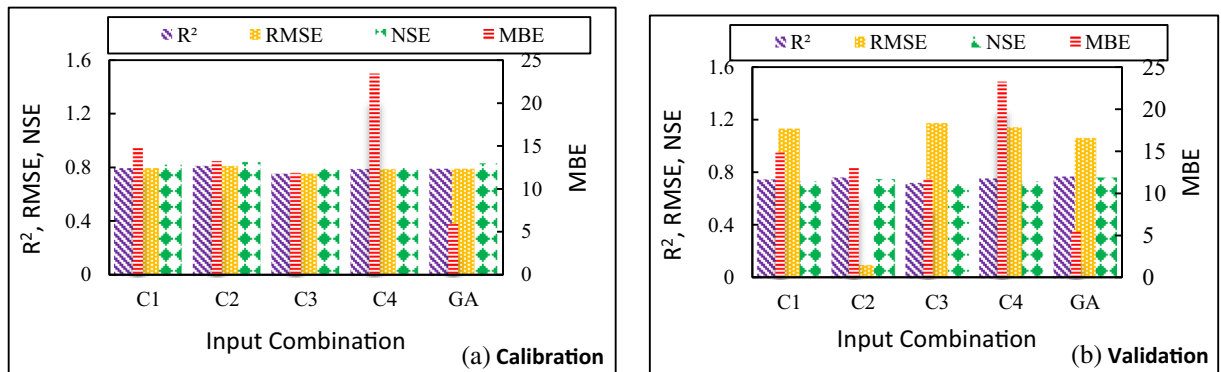 R² RMSE NSE MBE
1.6
1.2
0.8
0.4
0
25
20
15
10
5
0
R², RMSE, NSE
MBE
C1 C2 C3 C4 GA
Input Combination
(a) Calibration
R² RMSE NSE MBE
1.6
1.2
0.8
0.4
0
25
20
15
10
5
0
R², RMSE, NSE
MBE
C1 C2 C3 C4 GA
Input Combination
(b) Validation